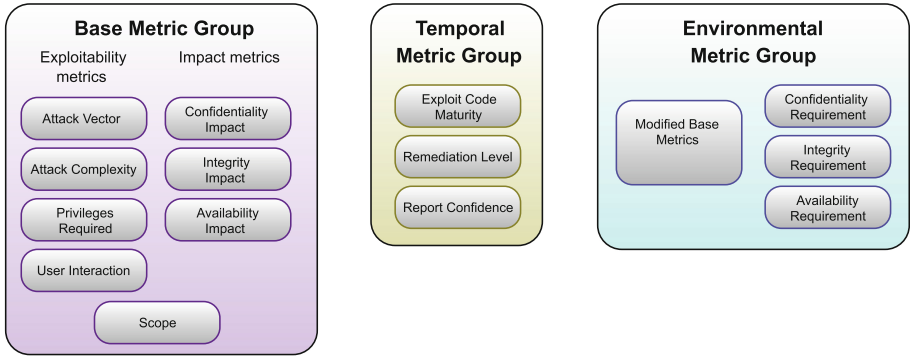 Base Metric Group
Exploitability
metrics
Attack Vector
Attack Complexity
Privileges
Required
User Interaction
Impact metrics
Confidentiality
Impact
Integrity
Impact
Availability
Impact
Scope
Temporal
Metric Group
Exploit Code
Maturity
Remediation Level
Report Confidence
Environmental
Metric Group
Modified Base
Metrics
Confidentiality
Requirement
Integrity
Requirement
Availability
Requirement